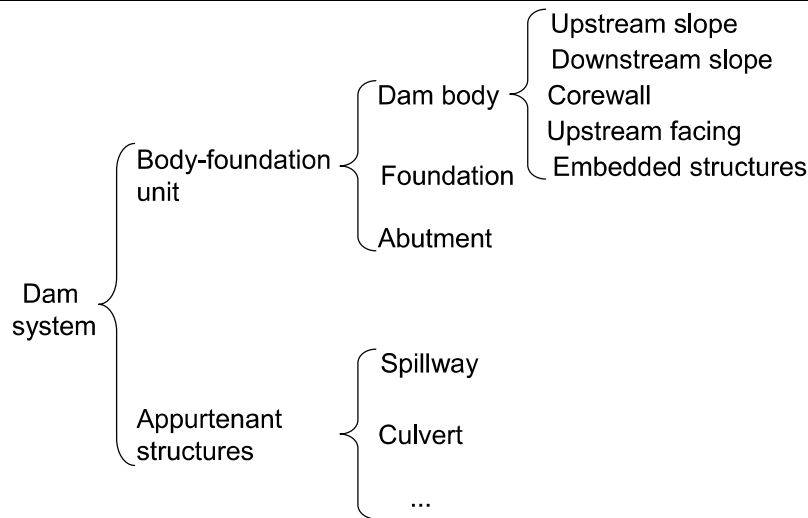 Upstream slope
Downstream slope
Dam body
Corewall
Upstream facing
Body-foundation
unit
Embedded structures
Foundation
Abutment
Dam
system
Spillway
Appurtenant
structures
Culvert
...